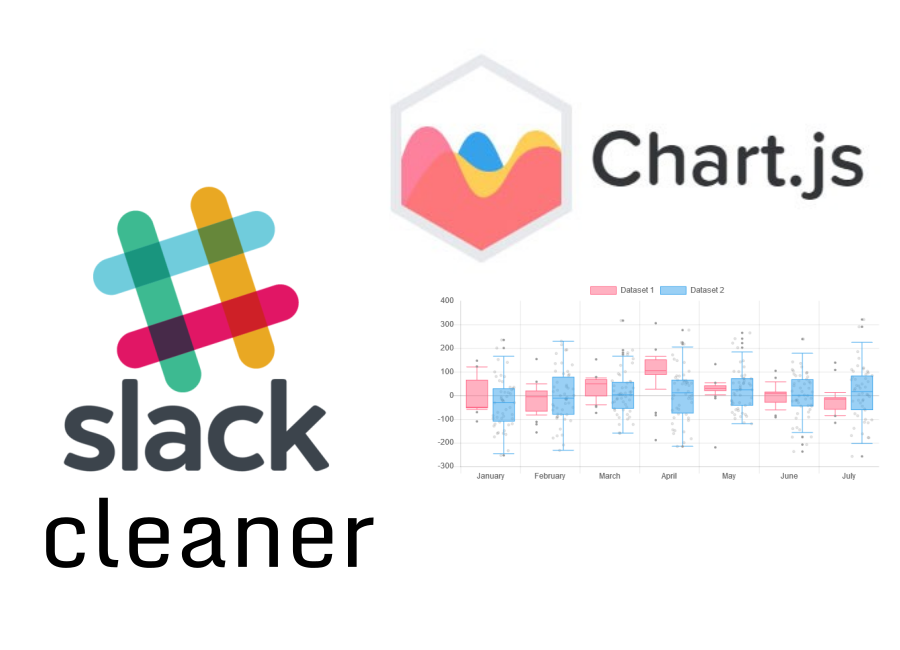 Chart.js
slack
cleaner
Dataset 1 Dataset 2
400
300
200
100
0
-100
-200
-300
January February March April May June July